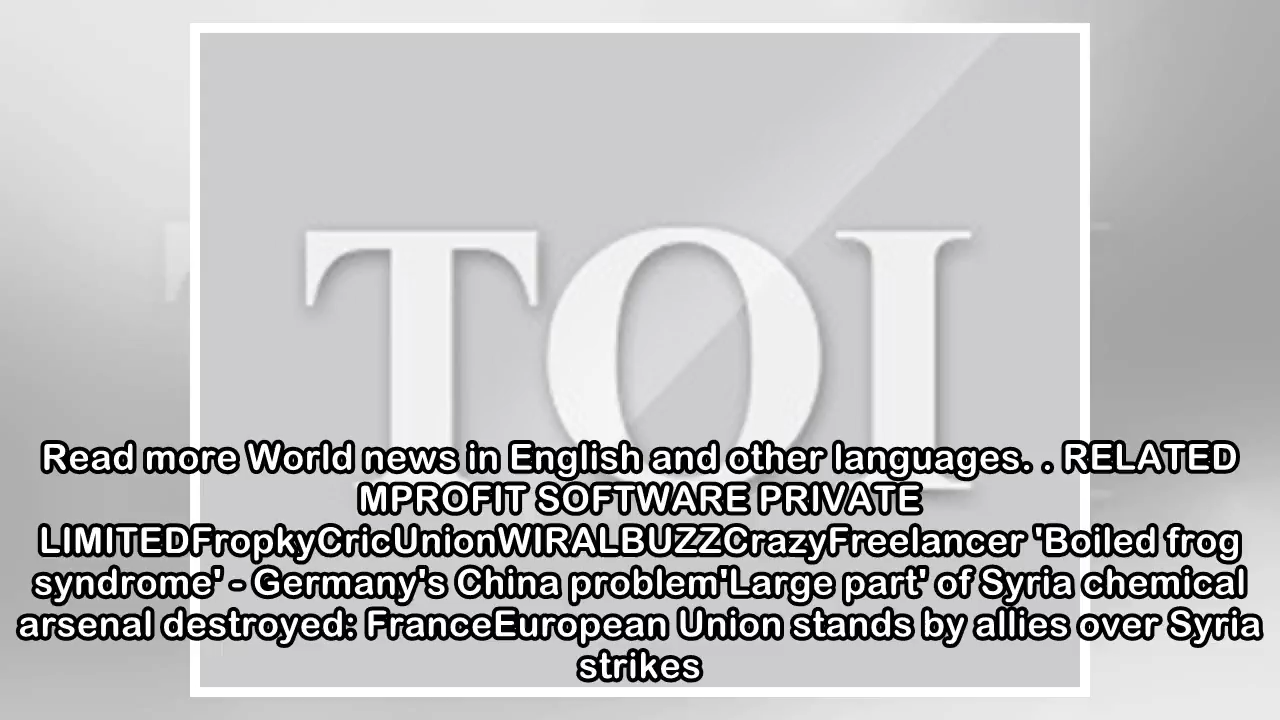 TOI
Read more World news in English and other languages. . RELATED
MPROFIT SOFTWARE PRIVATE
LIMITEDFropkyCricUnionWIRALBUZZCrazyFreelancer 'Boiled frog
syndrome' - Germany's China problem'Large part' of Syria chemical
arsenal destroyed: FranceEuropean Union stands by allies over Syria
strikes